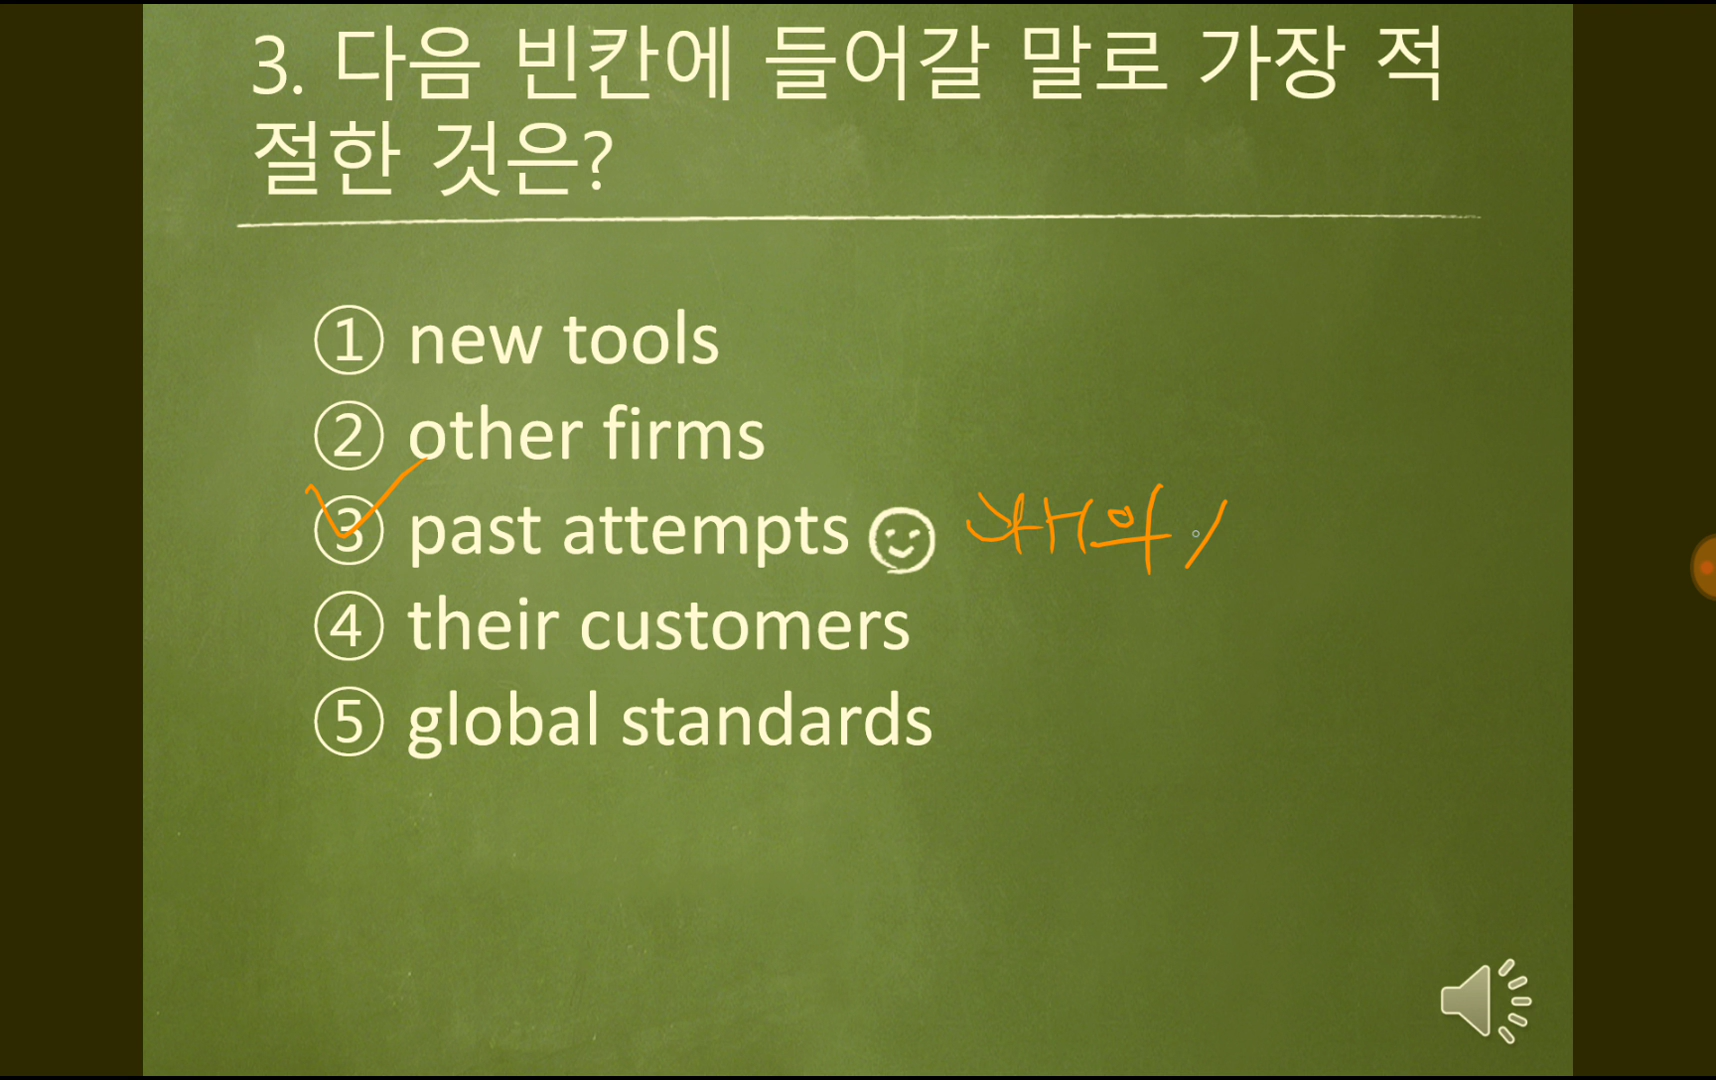 3. 다음 빈칸에 들어갈 말로 가장 적
절한 것은?
① new tools
② other firms
③ past attempts
④ their customers
⑤ global standards